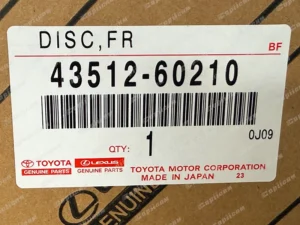 DISC,FR
BF
43512-60210
QTY: 1
0J09
TOYOTA LEXUS TOYOTA MOTOR CORPORATION
GENUINE PARTS GENUINE PARTS MADE IN JAPAN 23
GENUINE